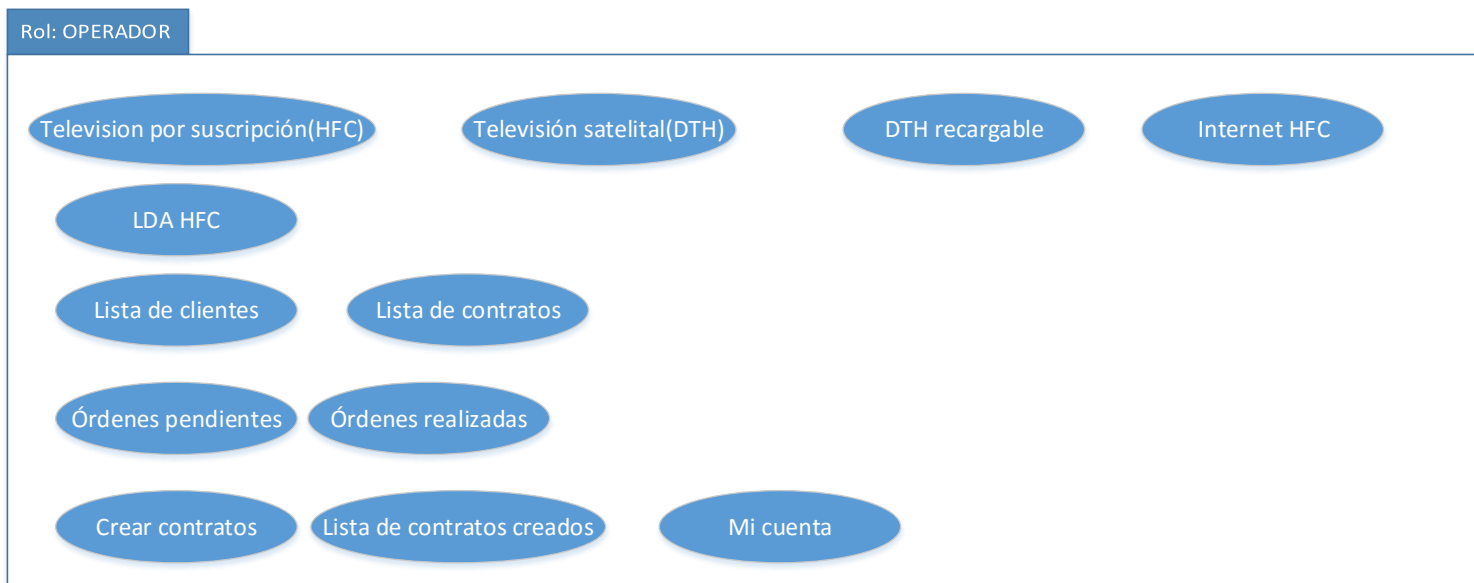 Rol: OPERADOR
Television por suscripción(HFC)
Televisión satelital(DTH)
DTH recargable
Internet HFC
LDA HFC
Lista de clientes
Lista de contratos
Órdenes pendientes
Órdenes realizadas
Crear contratos
Lista de contratos creados
Mi cuenta